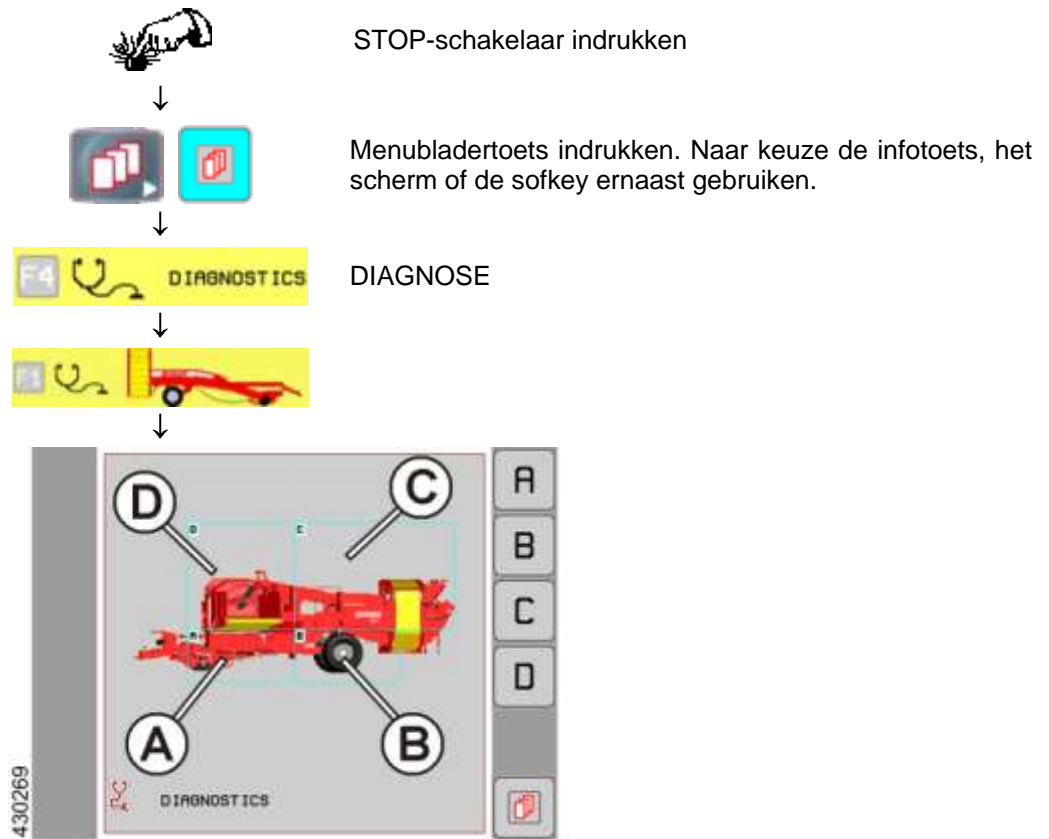 STOP-schakelaar indrukken
Menubladertoets indrukken. Naar keuze de infotoets, het
scherm of de sofkey ernaast gebruiken.
F4 DIAGNOSTICS
DIAGNOSE
F1
D
C
A
B
C
D
D
C
A
B
A
B
DIAGNOSTICS
430269